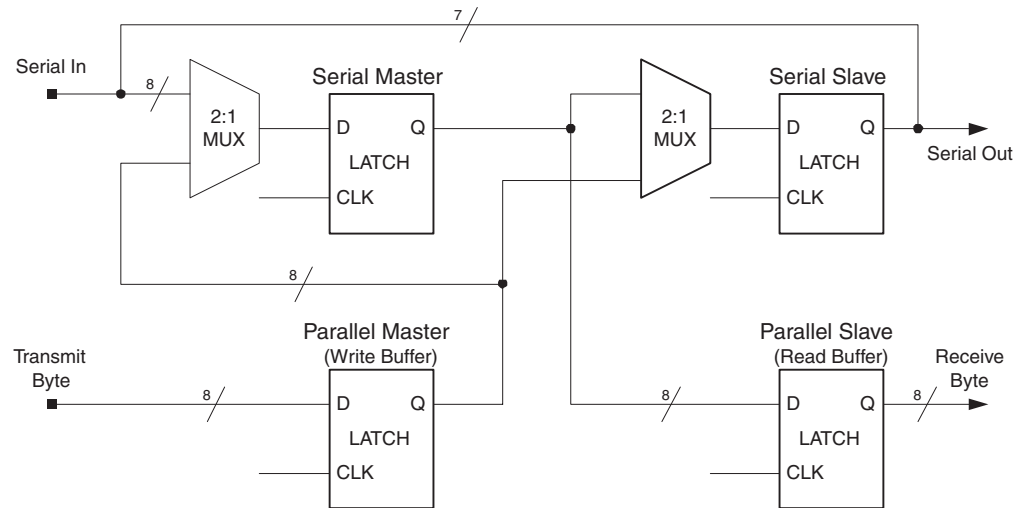 7
Serial In
8
2:1
MUX
Serial Master
D Q
LATCH
CLK
2:1
MUX
Serial Slave
D Q
LATCH
CLK
Serial Out
8
Transmit
Byte
8
Parallel Master
(Write Buffer)
D Q
LATCH
CLK
8
Parallel Slave
(Read Buffer)
D Q
LATCH
CLK
8
Receive
Byte